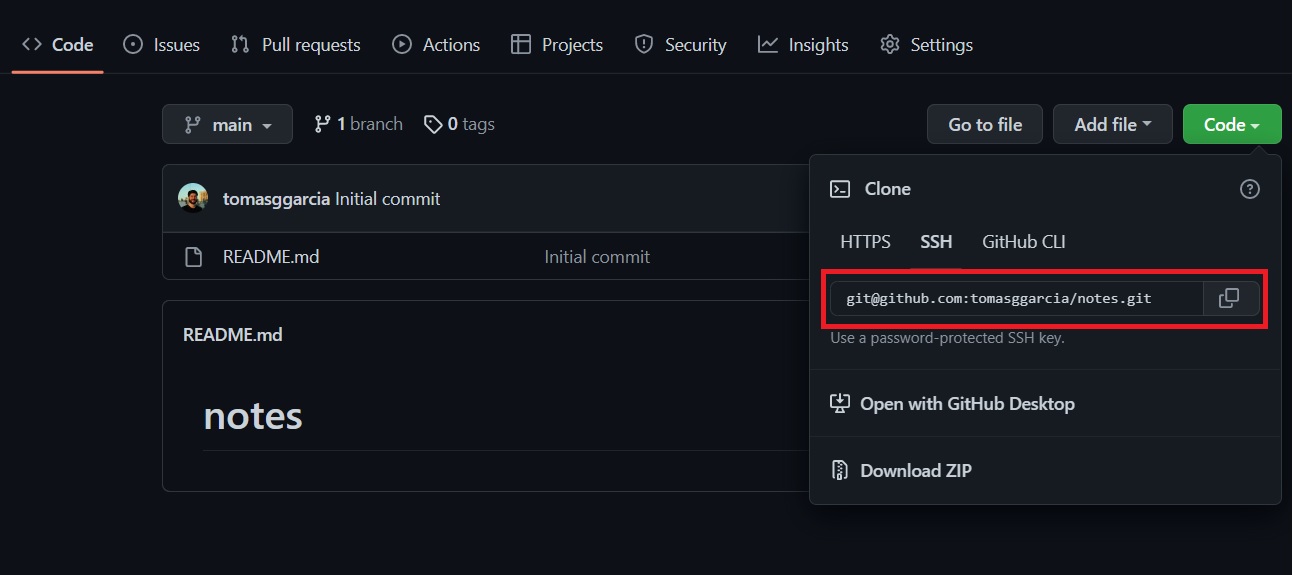 Code Issues Pull requests Actions Projects Security Insights Settings
main 1 branch 0 tags Go to file Add file Code
tomasggarcia Initial commit
README.md Initial commit
README.md
notes
Clone
HTTPS SSH GitHub CLI
git@github.com:tomasggarcia/notes.git
Use a password-protected SSH key.
Open with GitHub Desktop
Download ZIP